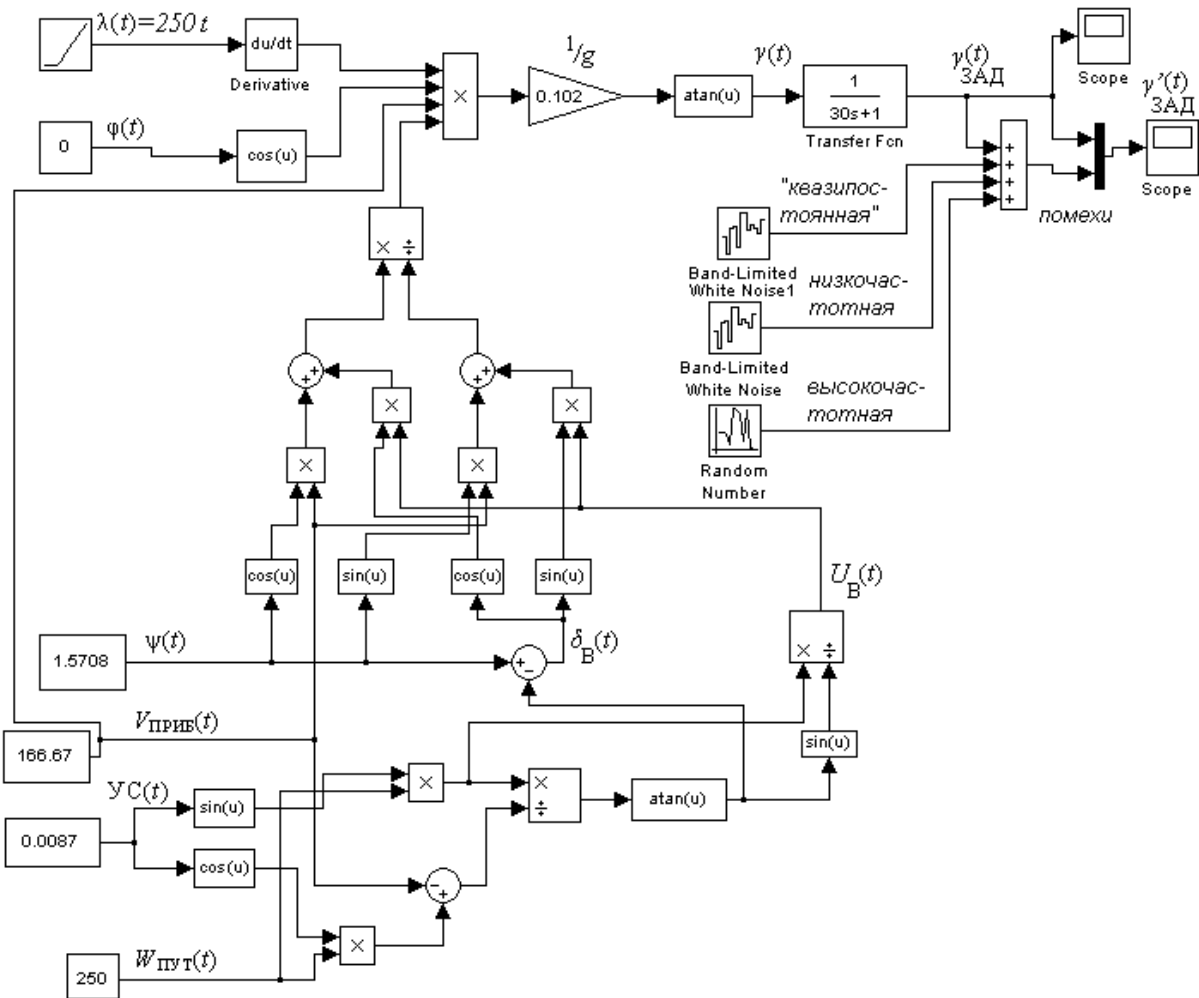 λ(t)=250 t
du/dt
Derivative
φ(t)
0
cos(u)
×
1/g
0.102
γ(t)
atan(u)
1
30s+1
Transfer Fcn
γ(t)
ЗАД
Scope
γ'(t)
ЗАД
Scope
+
+
+
+
помехи
"квазипос-
тоянная"
Band-Limited
White Noise1
низкочас-
тотная
Band-Limited
White Noise
высокочас-
тотная
Random
Number
× ÷
+ +
+ +
×
×
×
×
cos(u)
sin(u)
cos(u)
sin(u)
U В(t)
ψ(t)
1.5708
+ −
δ В(t)
× ÷
sin(u)
V ПРИБ(t)
166.67
УС(t)
0.0087
sin(u)
cos(u)
×
×
÷
atan(u)
- +
×
W ПУТ(t)
250